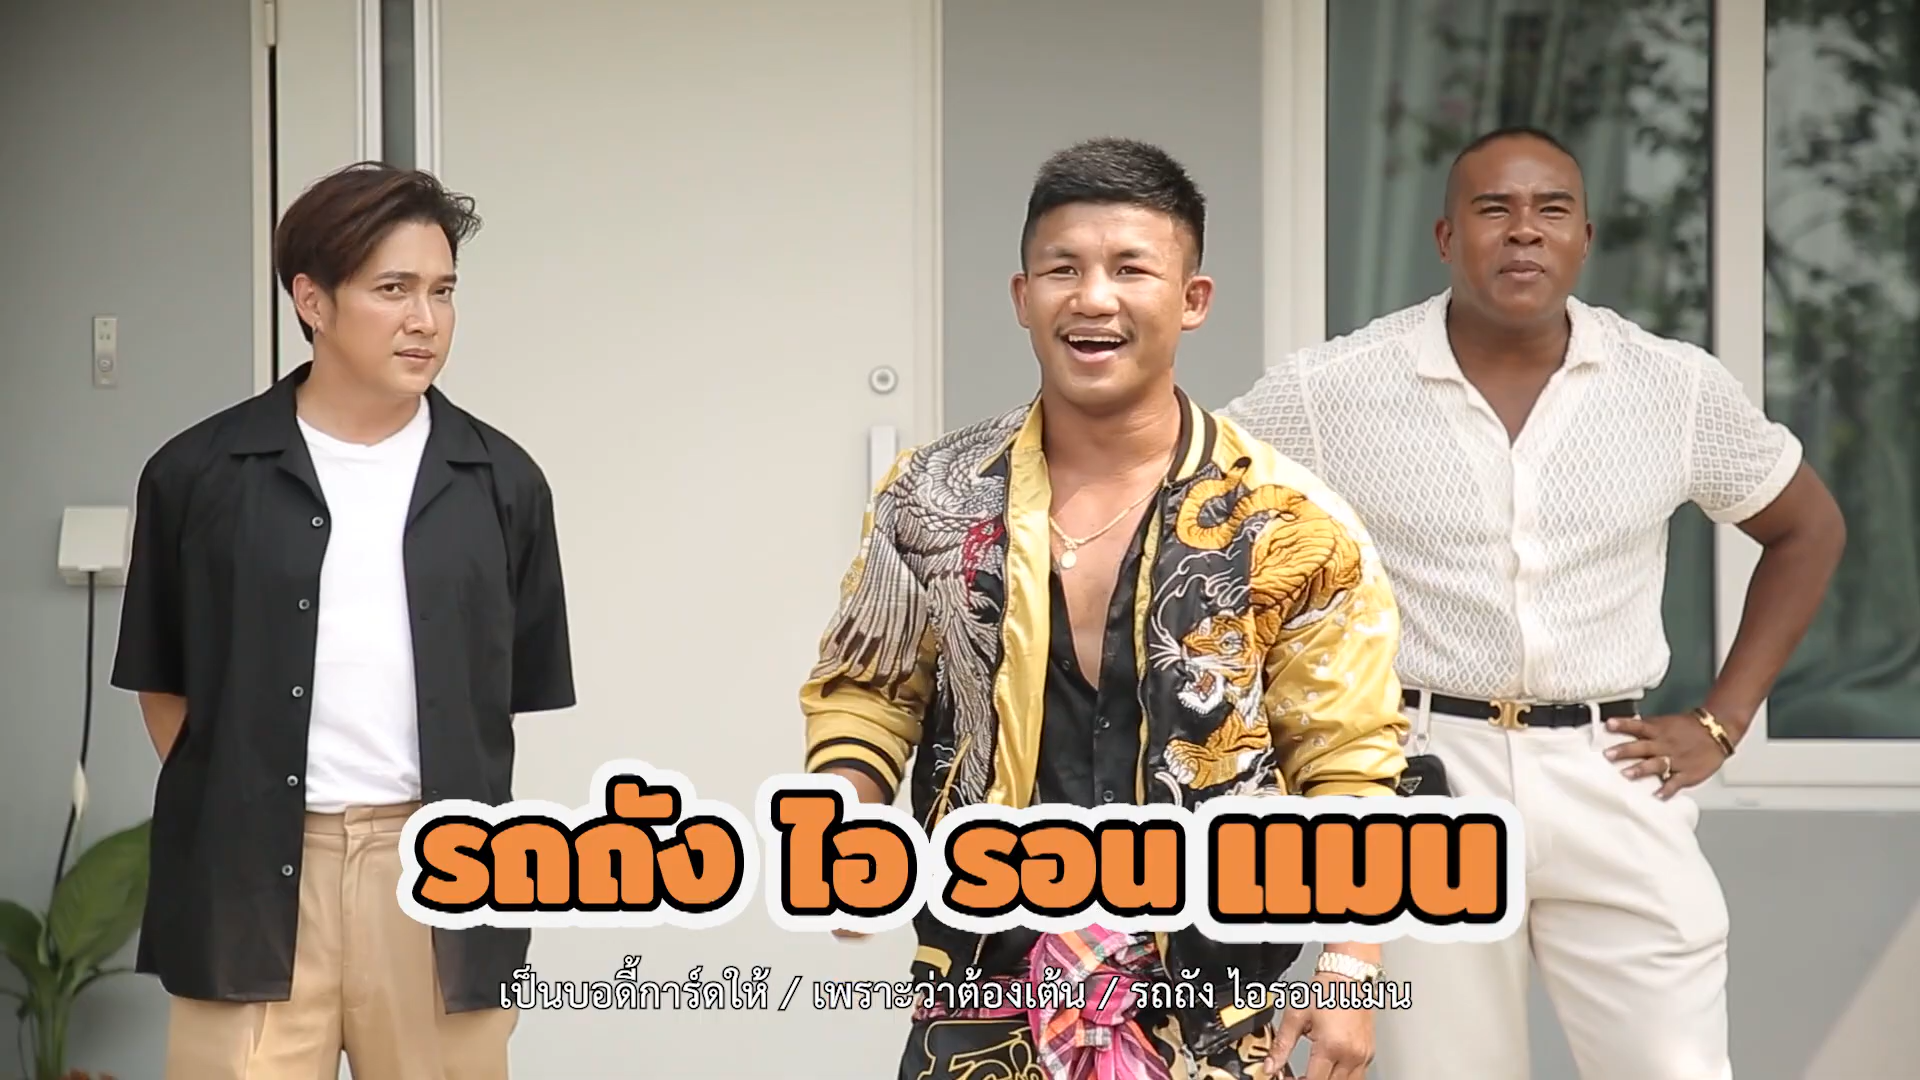 รถถัง ไอ รอน แมน
เป็นบอดี้การ์ดให้ / เพราะว่าต้องเต้น / รถถัง ไอรอนแมน